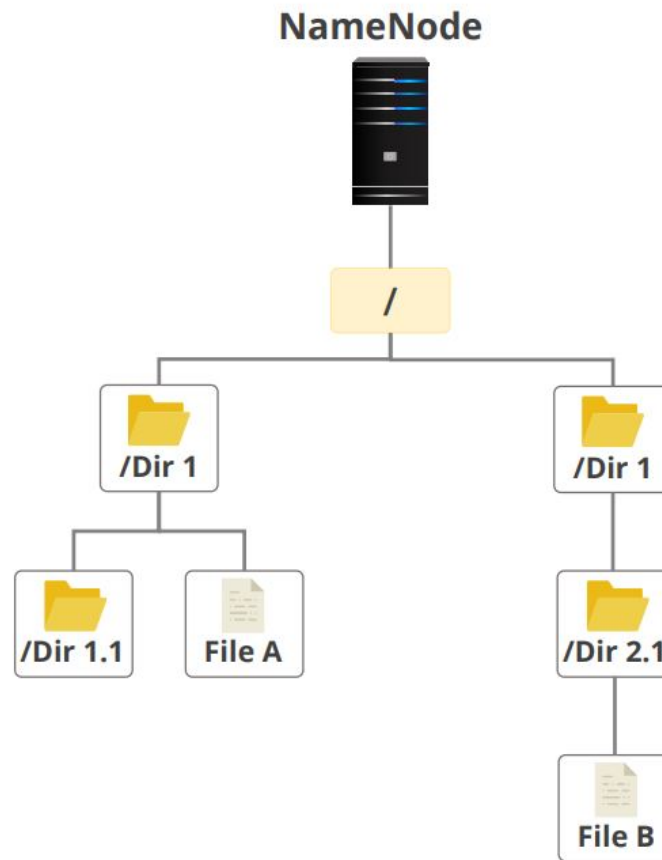 NameNode
/
/Dir 1
/Dir 1
/Dir 1.1
File A
/Dir 2.1
File B